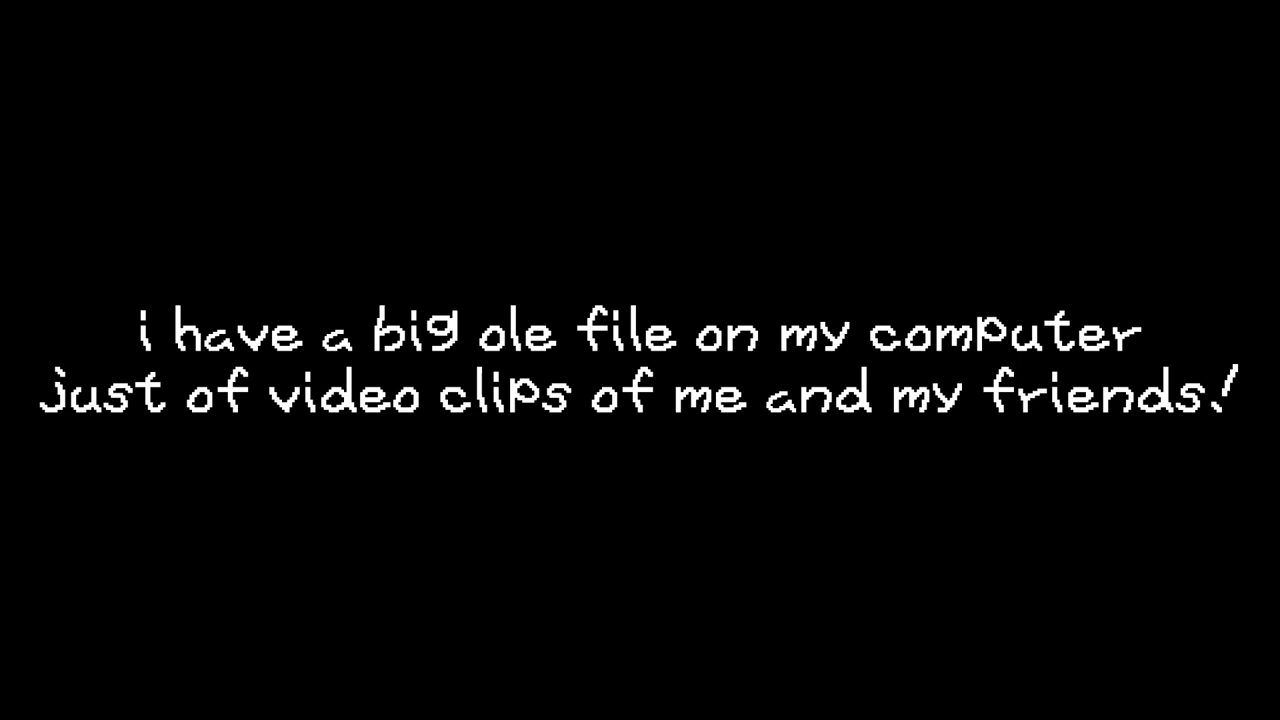 i have a big ole file on my computer
just of video clips of me and my friends!